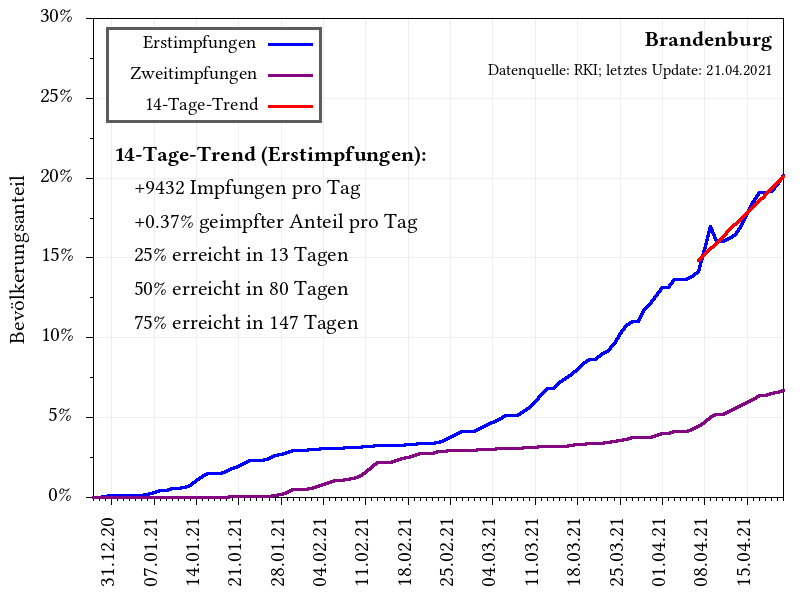 30%
25%
20%
15%
10%
5%
0%
Bevölkerungsanteil
Erstimpfungen
Zweitimpfungen
14-Tage-Trend
Brandenburg
Datenquelle: RKI; letztes Update: 21.04.2021
14-Tage-Trend (Erstimpfungen):
+9432 Impfungen pro Tag
+0.37% geimpfter Anteil pro Tag
25% erreicht in 13 Tagen
50% erreicht in 80 Tagen
75% erreicht in 147 Tagen
31.12.20
07.01.21
14.01.21
21.01.21
28.01.21
04.02.21
11.02.21
18.02.21
25.02.21
04.03.21
11.03.21
18.03.21
25.03.21
01.04.21
08.04.21
15.04.21